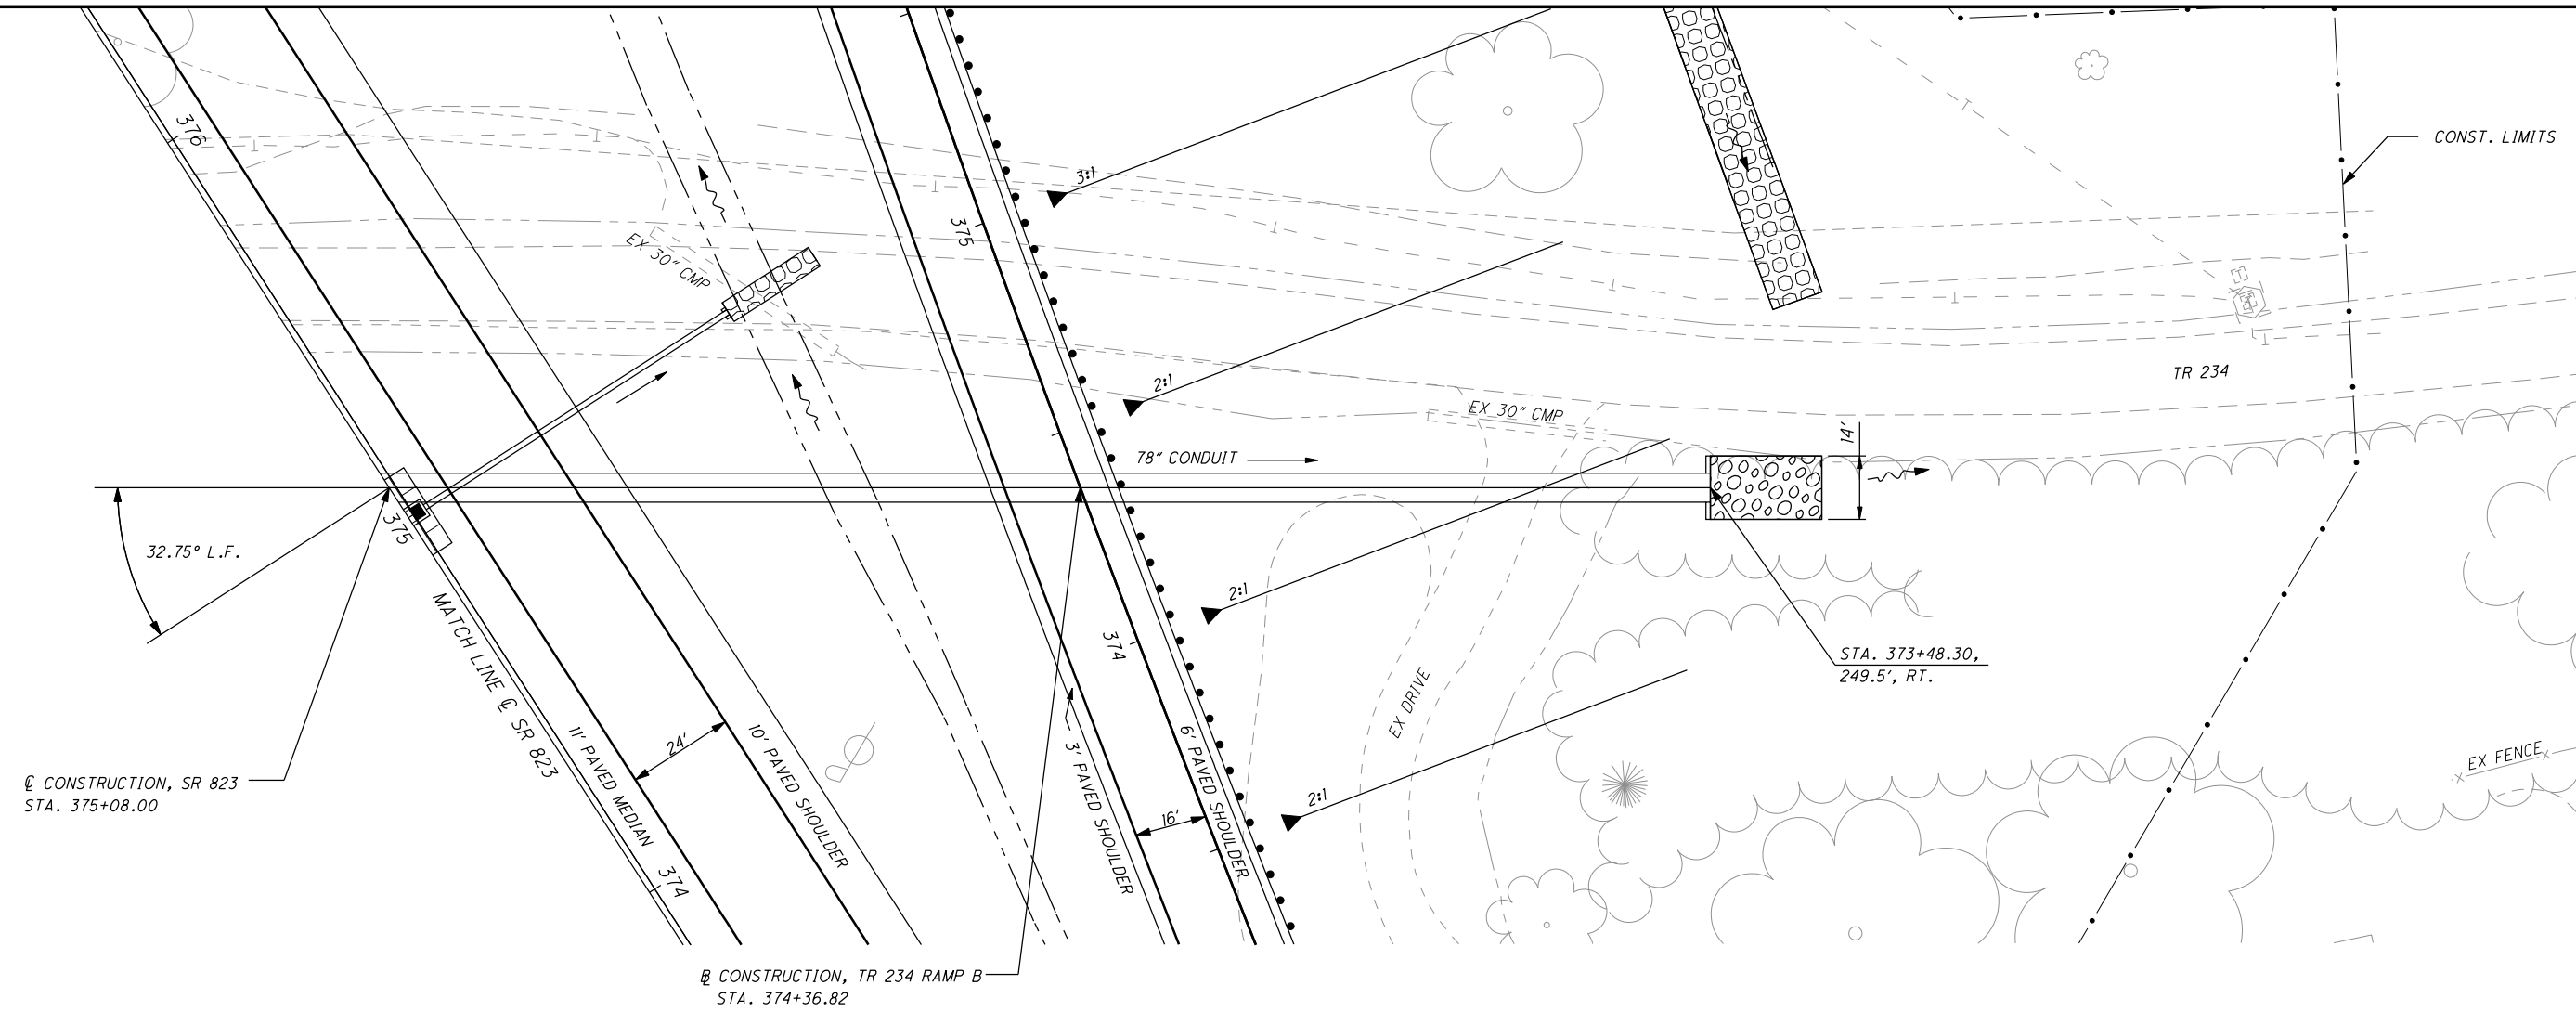 376
CONST. LIMITS
3:1
375
EX 30" CMP
TR 234
2:1
EX 30" CMP
14'
78" CONDUIT
375
32.75° L.F.
2:1
MATCH LINE ℄ SR 823
374
STA. 373+48.30,
249.5', RT.
EX DRIVE
11' PAVED MEDIAN
24'
10' PAVED SHOULDER
3' PAVED SHOULDER
6' PAVED SHOULDER
16'
2:1
EX FENCE
℄ CONSTRUCTION, SR 823
STA. 375+08.00
374
CONSTRUCTION, TR 234 RAMP B
STA. 374+36.82